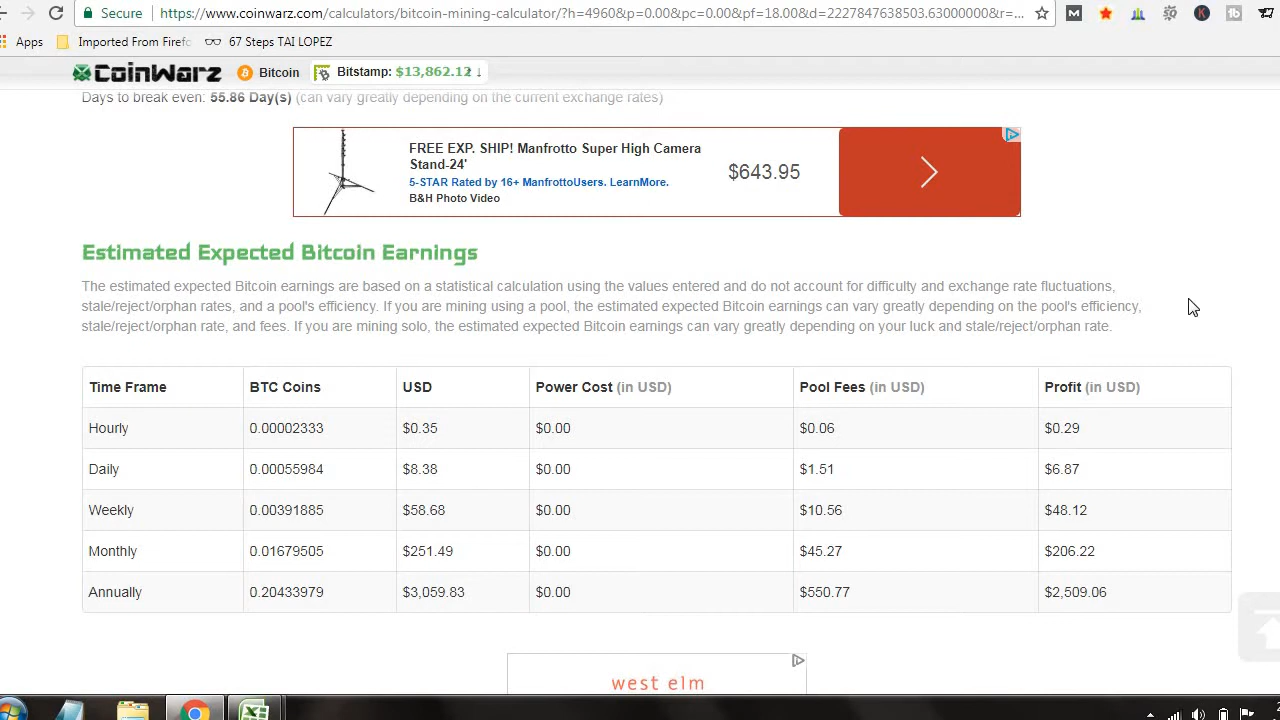 Secure https://www.coinwarz.com/calculators/bitcoin-mining-calculator/?h=4960&p=0.00&pc=0.00&pf=18.00&d=2227847638503.63000000&r=...
Apps Imported From Firefo 67 Steps TAI LOPEZ
CoinWarz Bitcoin Bitstamp: $13,862.12 ↓
Days to break even: 55.86 Day(s) (can vary greatly depending on the current exchange rates)
FREE EXP. SHIP! Manfrotto Super High Camera
Stand-24'
5-STAR Rated by 16+ ManfrottoUsers. LearnMore.
B&H Photo Video
$643.95
Estimated Expected Bitcoin Earnings
The estimated expected Bitcoin earnings are based on a statistical calculation using the values entered and do not account for difficulty and exchange rate fluctuations,
stale/reject/orphan rates, and a pool's efficiency. If you are mining using a pool, the estimated expected Bitcoin earnings can vary greatly depending on the pool's efficiency,
stale/reject/orphan rate, and fees. If you are mining solo, the estimated expected Bitcoin earnings can vary greatly depending on your luck and stale/reject/orphan rate.
Time Frame BTC Coins USD Power Cost (in USD) Pool Fees (in USD) Profit (in USD)
Hourly 0.00002333 $0.35 $0.00 $0.06 $0.29
Daily 0.00055984 $8.38 $0.00 $1.51 $6.87
Weekly 0.00391885 $58.68 $0.00 $10.56 $48.12
Monthly 0.01679505 $251.49 $0.00 $45.27 $206.22
Annually 0.20433979 $3,059.83 $0.00 $550.77 $2,509.06
west elm